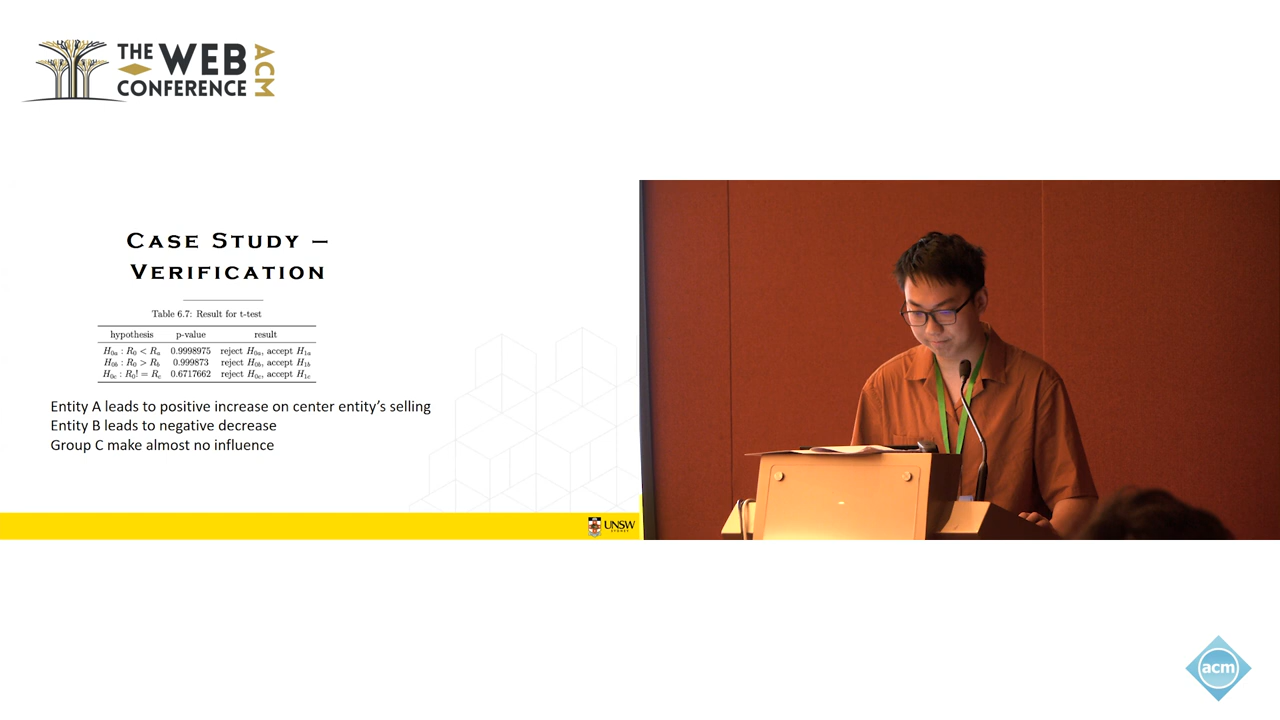 THE WEB
CONFERENCE
ACM
CASE STUDY –
VERIFICATION
Table 6.7: Result for t-test
hypothesis p-value result
H0a : R0 < Ra 0.9998975 reject H0a, accept H1a
H0b : R0 > Rb 0.999873 reject H0b, accept H1b
H0c : R0! = Rc 0.6717662 reject H0c, accept H1c
Entity A leads to positive increase on center entity's selling
Entity B leads to negative decrease
Group C make almost no influence
UNSW
SYDNEY
acm